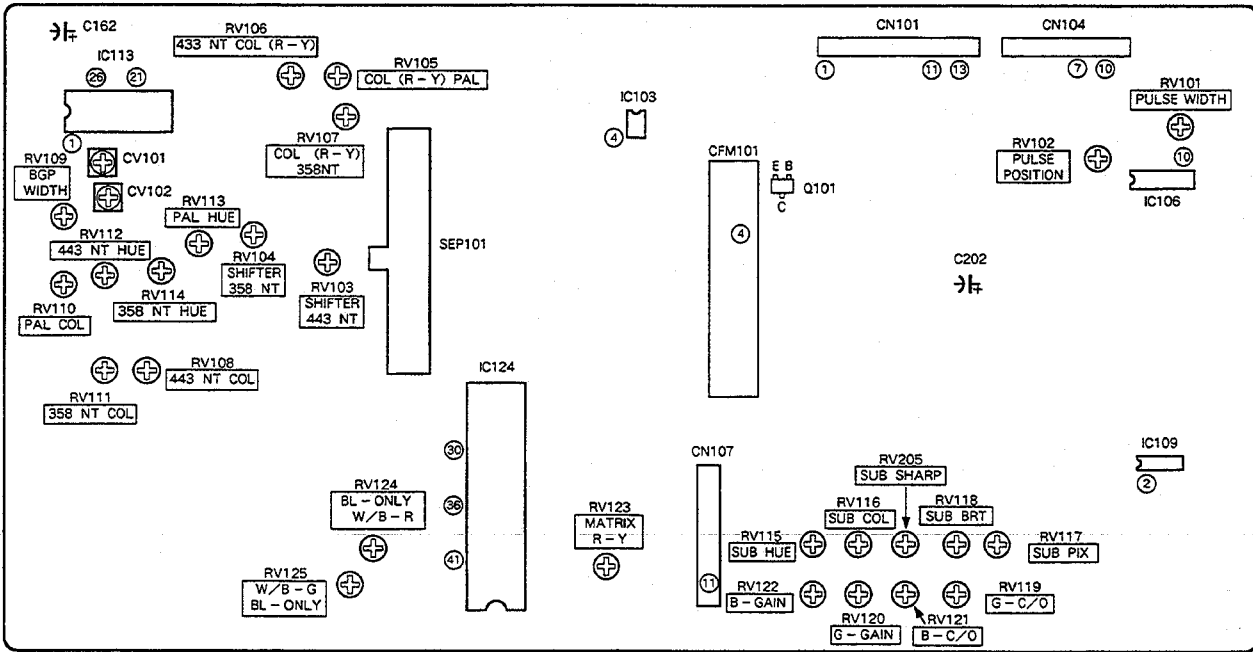 C162
IC113
26
21
1
RV106
433 NT COL (R-Y)
RV105
COL (R-Y) PAL
RV107
COL (R-Y)
358NT
RV109
BGP
WIDTH
CV101
CV102
RV113
PAL HUE
RV112
443 NT HUE
RV104
SHIFTER
358 NT
RV114
358 NT HUE
RV103
SHIFTER
443 NT
RV110
PAL COL
RV108
443 NT COL
RV111
358 NT COL
SEP101
IC103
4
CN101
1
11
13
CN104
7
10
RV101
PULSE WIDTH
RV102
PULSE
POSITION
10
IC106
CFM101
4
E B
Q101
C
C202
IC124
30
36
41
RV124
BL-ONLY
W/B-R
RV125
W/B-G
BL-ONLY
RV123
MATRIX
R-Y
CN107
11
RV205
SUB SHARP
RV116
SUB COL
RV118
SUB BRT
RV115
SUB HUE
RV117
SUB PIX
RV122
B-GAIN
RV119
G-C/O
RV120
G-GAIN
RV121
B-C/O
IC109
2